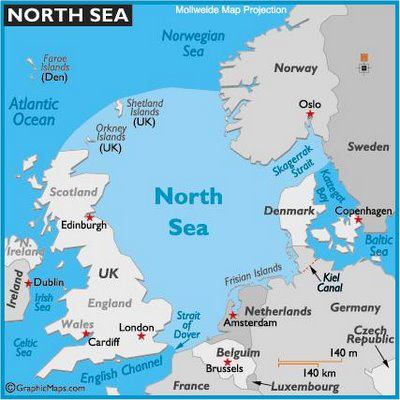 NORTH SEA
Mollweide Map Projection
Faroe
Islands
(Den)
Norwegian
Sea
Norway
Atlantic
Ocean
Shetland
Islands
(UK)
Oslo
Orkney
Islands
(UK)
Sweden
Skagerrak
Strait
Kattegat
Bay
Scotland
North
Sea
Edinburgh
Denmark
Copenhagen
N.
Ireland
Baltic
Sea
UK
Frisian Islands
Kiel
Canal
Dublin
Ireland
Irish
Sea
England
Netherlands
Germany
Wales
London
Strait
of
Dover
Amsterdam
Celtic
Sea
Cardiff
Czech
Republic
Belguim
Brussels
140 m
140 km
English Channel
France
Luxembourg
©GraphicMaps.com